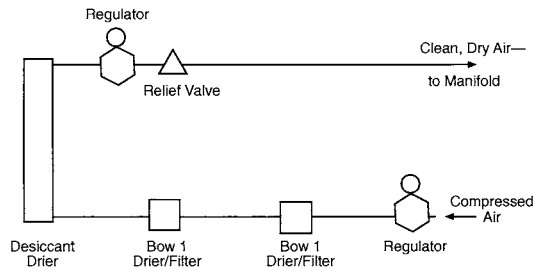 Regulator
Clean, Dry Air—
to Manifold
Relief Valve
Compressed
Air
Desiccant
Drier
Bow 1
Drier/Filter
Bow 1
Drier/Filter
Regulator